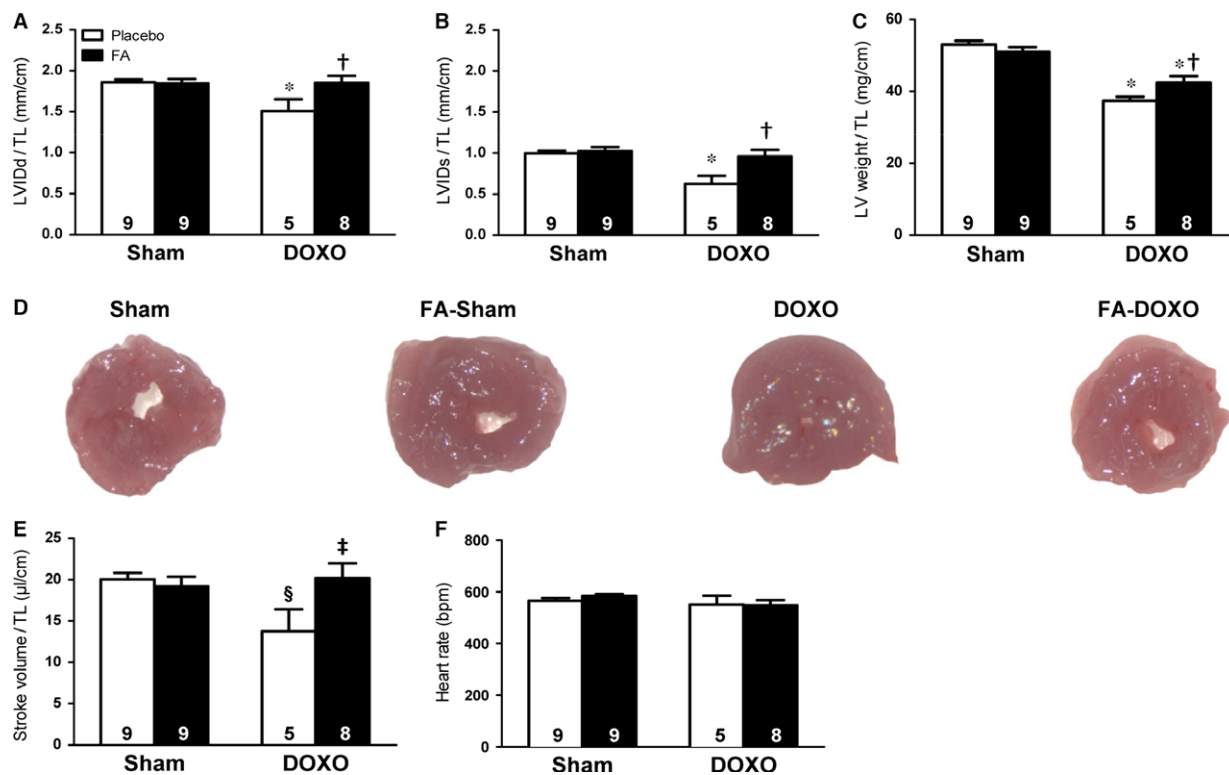 A
2.5
2.0
1.5
1.0
0.5
0.0
LVIDd / TL (mm/cm)
Placebo
FA
*
†
9
9
5
8
Sham
DOXO
B
2.5
2.0
1.5
1.0
0.5
0.0
LVIDs / TL (mm/cm)
*
†
9
9
5
8
Sham
DOXO
C
60
40
20
0
LV weight / TL (mg/cm)
*
*†
9
9
5
8
Sham
DOXO
D
Sham
FA-Sham
DOXO
FA-DOXO
E
25
20
15
10
5
0
Stroke volume / TL (µl/cm)
§
‡
9
9
5
8
Sham
DOXO
F
800
600
400
200
0
Heart rate (bpm)
9
9
5
8
Sham
DOXO